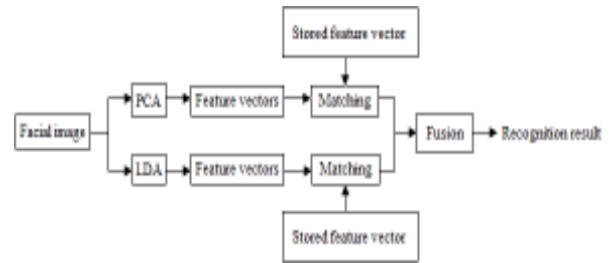 Stored feature vector
PCA
Feature vectors
Matching
Facial image
Fusion
Recognition result
LDA
Feature vectors
Matching
Stored feature vector